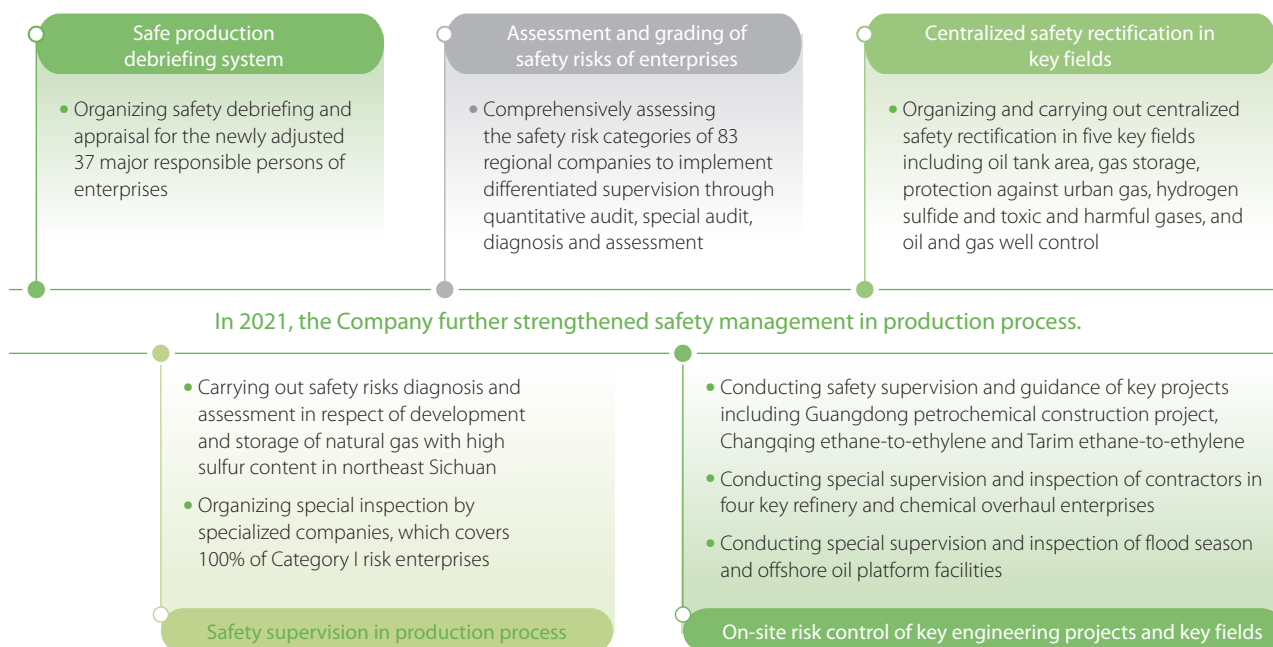 Safe production
debriefing system
• Organizing safety debriefing and
appraisal for the newly adjusted
37 major responsible persons of
enterprises
Assessment and grading of
safety risks of enterprises
• Comprehensively assessing
the safety risk categories of 83
regional companies to implement
differentiated supervision through
quantitative audit, special audit,
diagnosis and assessment
Centralized safety rectification in
key fields
• Organizing and carrying out centralized
safety rectification in five key fields
including oil tank area, gas storage,
protection against urban gas, hydrogen
sulfide and toxic and harmful gases, and
oil and gas well control
In 2021, the Company further strengthened safety management in production process.
• Carrying out safety risks diagnosis and
assessment in respect of development
and storage of natural gas with high
sulfur content in northeast Sichuan
• Organizing special inspection by
specialized companies, which covers
100% of Category I risk enterprises
Safety supervision in production process
• Conducting safety supervision and guidance of key projects
including Guangdong petrochemical construction project,
Changqing ethane-to-ethylene and Tarim ethane-to-ethylene
• Conducting special supervision and inspection of contractors in
four key refinery and chemical overhaul enterprises
• Conducting special supervision and inspection of flood season
and offshore oil platform facilities
On-site risk control of key engineering projects and key fields